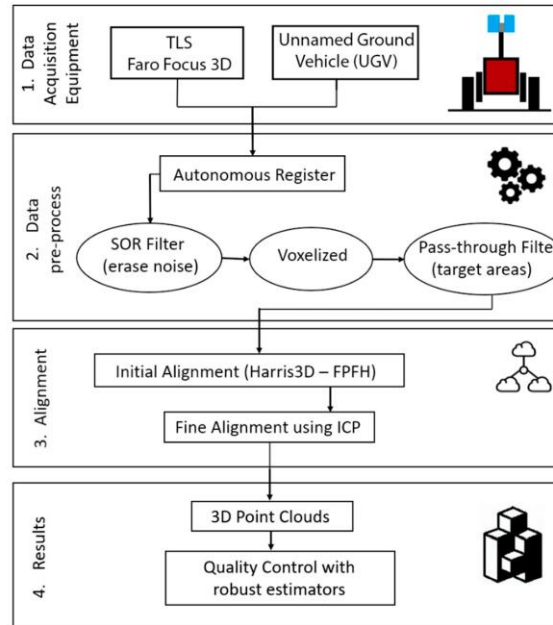 1. Data
Acquisition
Equipment
TLS
Faro Focus 3D
Unnamed Ground
Vehicle (UGV)
2. Data
pre-process
Autonomous Register
SOR Filter
(erase noise)
Voxelized
Pass-through Filter
(target areas)
3. Alignment
Initial Alignment (Harris3D – FPFH)
Fine Alignment using ICP
4. Results
3D Point Clouds
Quality Control with
robust estimators